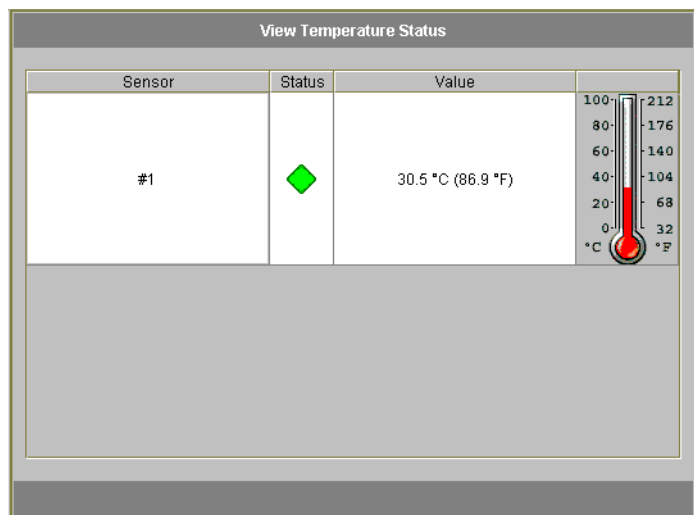 View Temperature Status
Sensor Status Value
#1 30.5 °C (86.9 °F)
100 212
80 176
60 140
40 104
20 68
0 32
°C °F